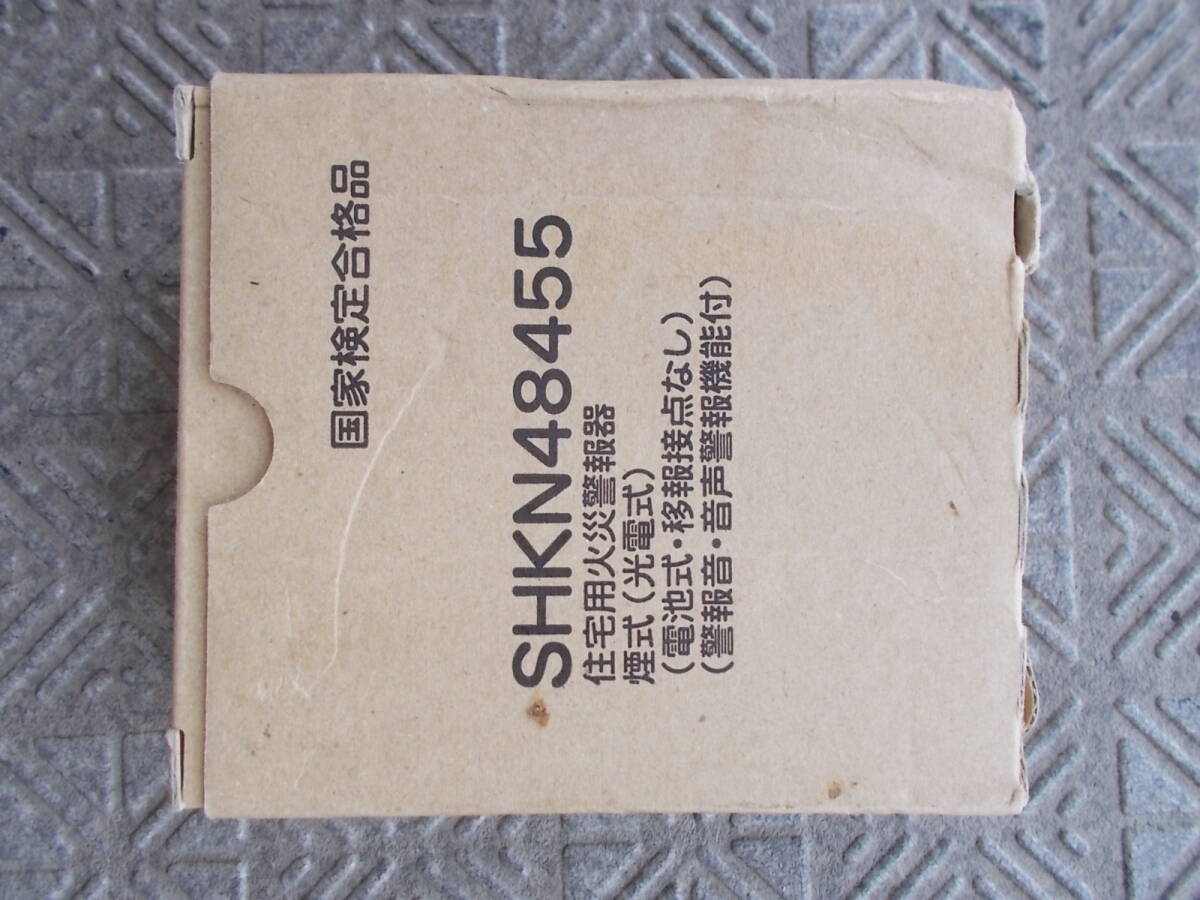 国家検定合格品
SHKN48455
住宅用火災警報器
煙式（光電式）
（電池式・移報接点なし）
（警報音・音声警報機能付）